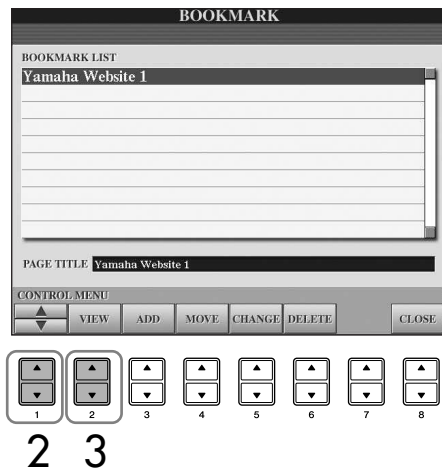 BOOKMARK
BOOKMARK LIST
Yamaha Website 1
PAGE TITLE Yamaha Website 1
CONTROL MENU
VIEW ADD MOVE CHANGE DELETE CLOSE
1 2 3 4 5 6 7 8
2 3